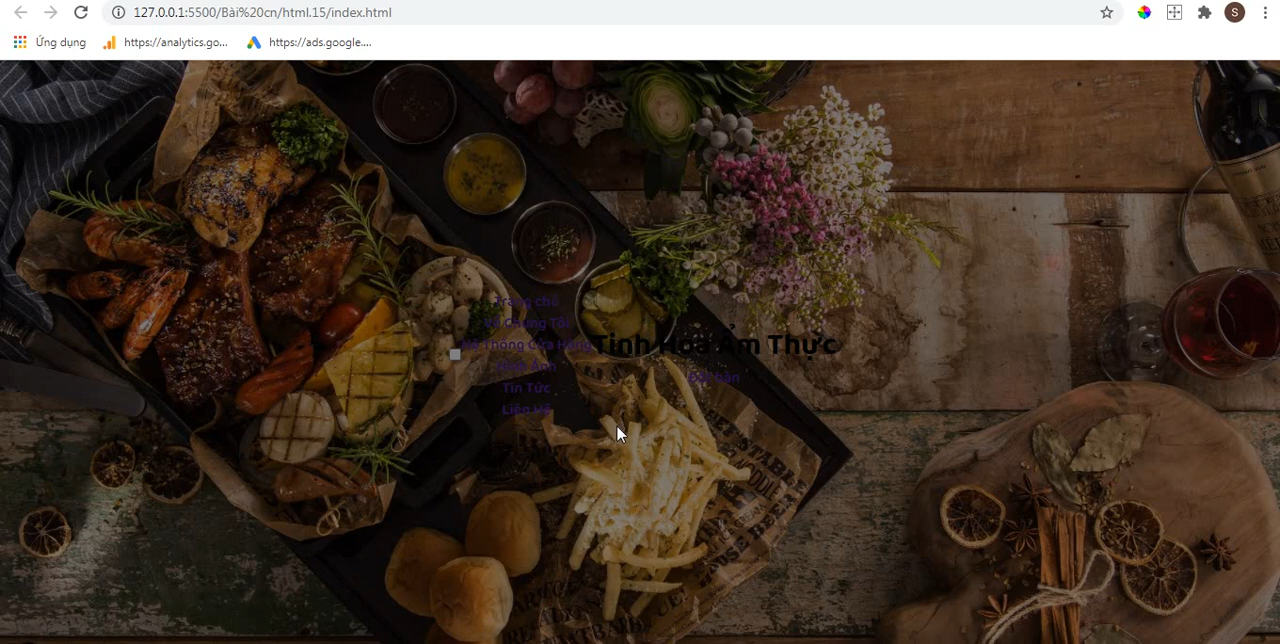 127.0.0.1:5500/Bài%20cn/html.15/index.html
S
Ứng dụng
https://analytics.go...
https://ads.google....
Trang chủ
Về Chúng Tôi
Hệ Thống Cửa Hàng
Tinh Hoa Ẩm Thực
Hình Ảnh
Đặt bàn
Tin Tức
Liên Hệ